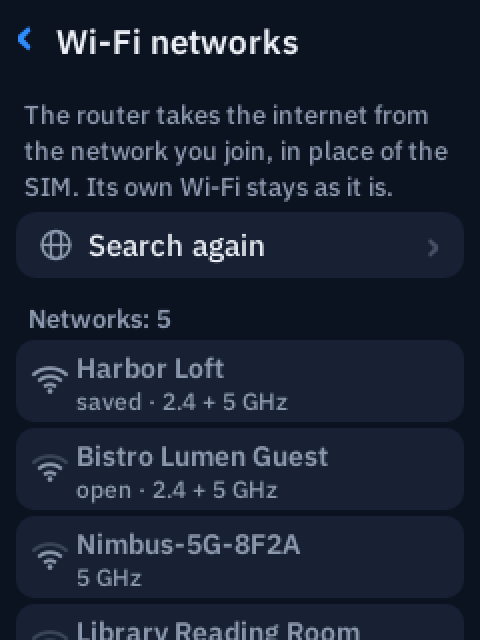 Wi-Fi networks
The router takes the internet from
the network you join, in place of the
SIM. Its own Wi-Fi stays as it is.
Search again
Networks: 5
Harbor Loft
saved · 2.4 + 5 GHz
Bistro Lumen Guest
open · 2.4 + 5 GHz
Nimbus-5G-8F2A
5 GHz
Library Reading Room